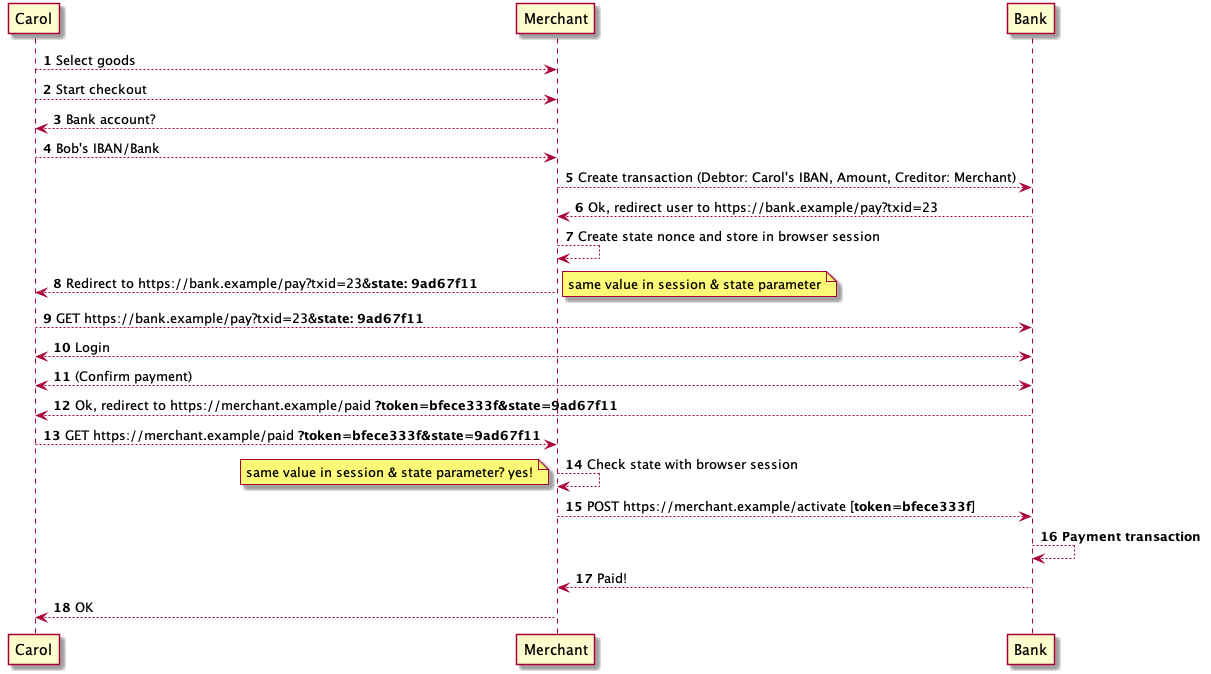 Carol Merchant Bank
1 Select goods
2 Start checkout
3 Bank account?
4 Bob's IBAN/Bank
5 Create transaction (Debtor: Carol's IBAN, Amount, Creditor: Merchant)
6 Ok, redirect user to https://bank.example/pay?txid=23
7 Create state nonce and store in browser session
8 Redirect to https://bank.example/pay?txid=23&state: 9ad67f11
same value in session & state parameter
9 GET https://bank.example/pay?txid=23&state: 9ad67f11
10 Login
11 (Confirm payment)
12 Ok, redirect to https://merchant.example/paid ?token=bfece333f&state=9ad67f11
13 GET https://merchant.example/paid ?token=bfece333f&state=9ad67f11
14 Check state with browser session
same value in session & state parameter? yes!
15 POST https://merchant.example/activate [token=bfece333f]
16 Payment transaction
17 Paid!
18 OK
Carol Merchant Bank